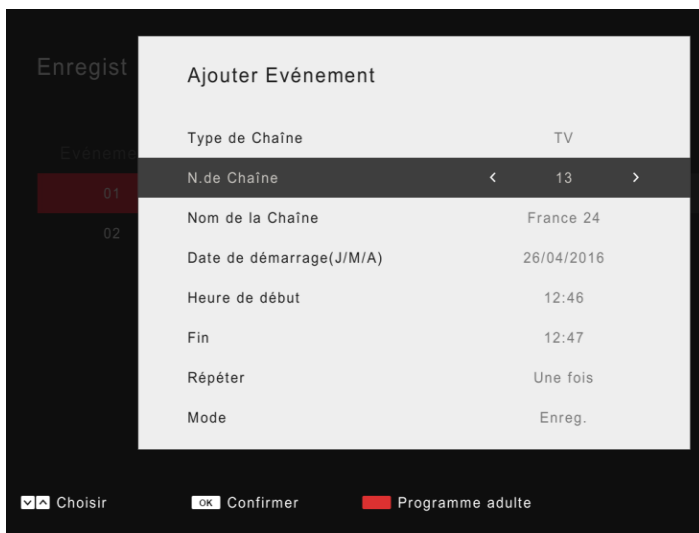 Enregist
Ajouter Evénement
Evéneme
Type de Chaîne TV
01
N.de Chaîne < 13 >
02
Nom de la Chaîne France 24
Date de démarrage(J/M/A) 26/04/2016
Heure de début 12:46
Fin 12:47
Répéter Une fois
Mode Enreg.
Choisir OK Confirmer Programme adulte